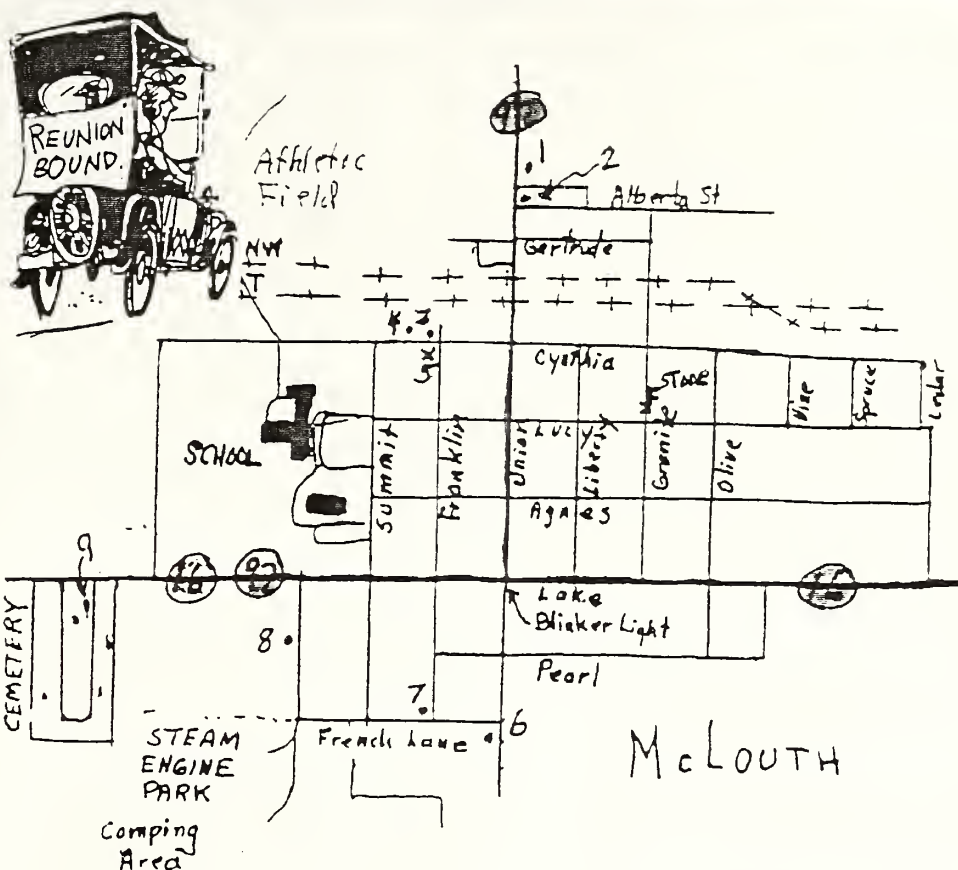 REUNION
BOUND.
Athletic
Field
1
2
Alberta St
Gertrude
NW
T
4.3
Cynthia
STORE
Vine
Spruce
SCHOOL
Summit
Franklin
Union
Lucy
Liberty
Granite
Olive
Agnes
9
CEMETERY
Lake
Blinker Light
8
Pearl
7
6
French Lane
STEAM
ENGINE
PARK
Camping
Area
McLOUTH